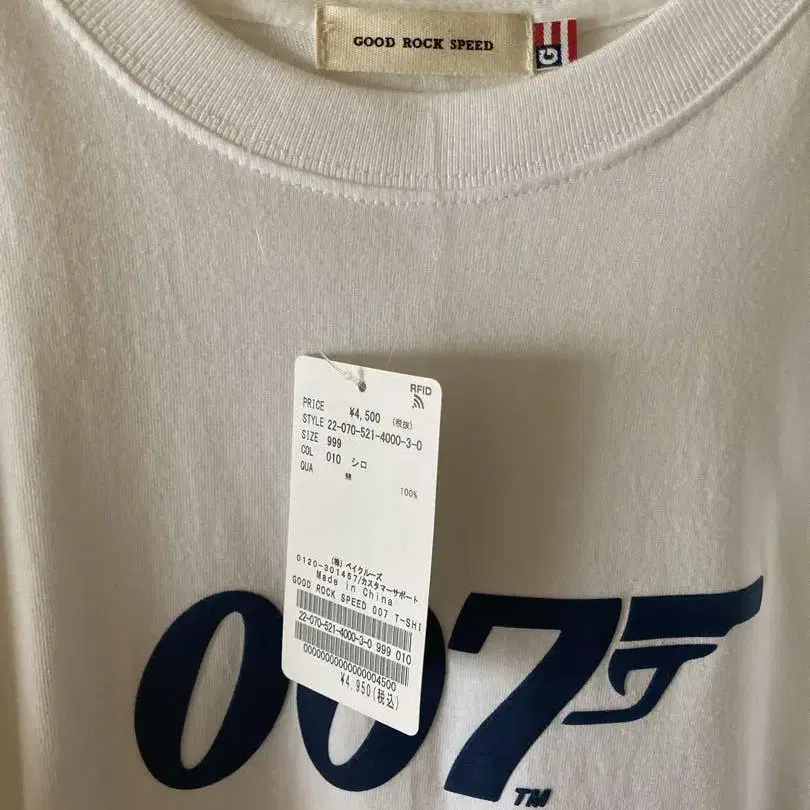 GOOD ROCK SPEED
G
RFID
PRICE ¥4,500 (税抜)
STYLE 22-070-521-4000-3-0
SIZE 999
COL 010 シロ
QUA 綿 100%
(株)ベイクルーズ
0120-301457/カスタマーサポート
Made in China
GOOD ROCK SPEED 007 T-SHI
22-070-521-4000-3-0 999 010
0000000000000000004500
¥4,950(税込)
007
TM